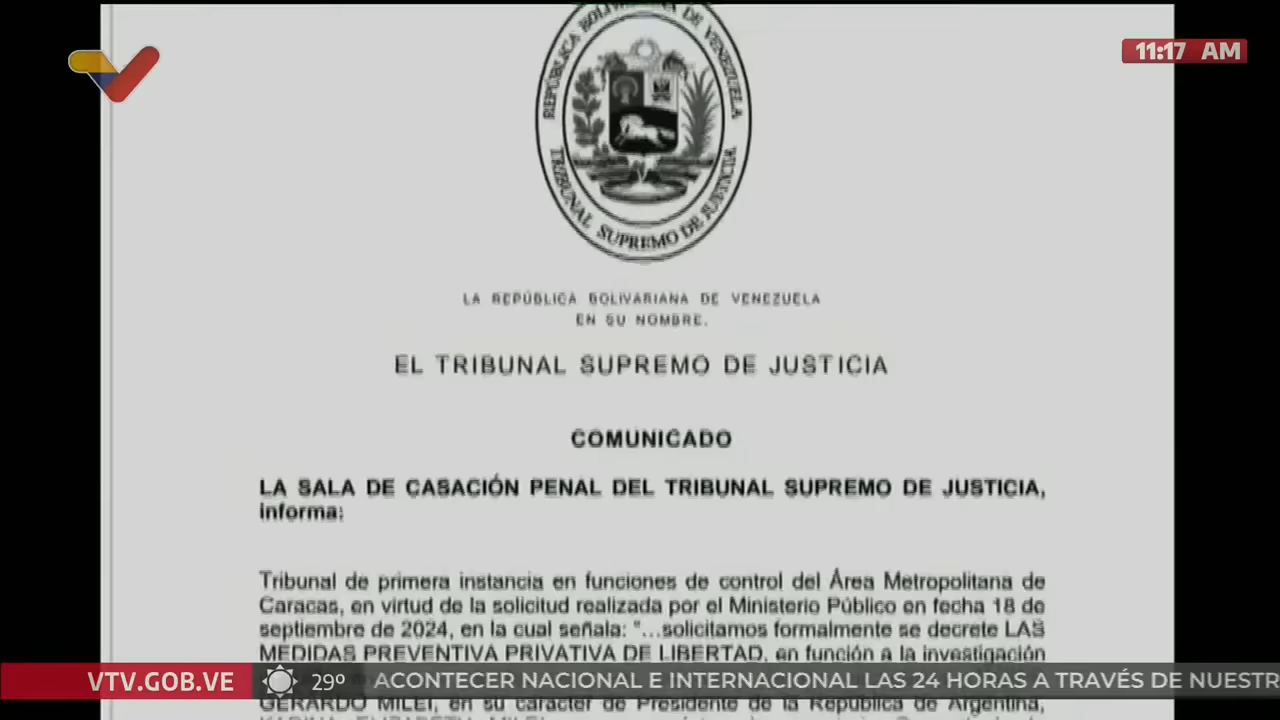 11:17 AM
REPÚBLICA BOLIVARIANA DE VENEZUELA
TRIBUNAL SUPREMO DE JUSTICIA
LA REPÚBLICA BOLIVARIANA DE VENEZUELA
EN SU NOMBRE.
EL TRIBUNAL SUPREMO DE JUSTICIA
COMUNICADO
LA SALA DE CASACIÓN PENAL DEL TRIBUNAL SUPREMO DE JUSTICIA,
informa:
Tribunal de primera instancia en funciones de control del Área Metropolitana de
Caracas, en virtud de la solicitud realizada por el Ministerio Público en fecha 18 de
septiembre de 2024, en la cual señala: "...solicitamos formalmente se decrete LAS
MEDIDAS PREVENTIVA PRIVATIVA DE LIBERTAD, en función a la investigación
VTV.GOB.VE 29º ACONTECER NACIONAL E INTERNACIONAL LAS 24 HORAS A TRAVÉS DE NUESTR
GERARDO MILEI, en su carácter de Presidente de la República de Argentina,